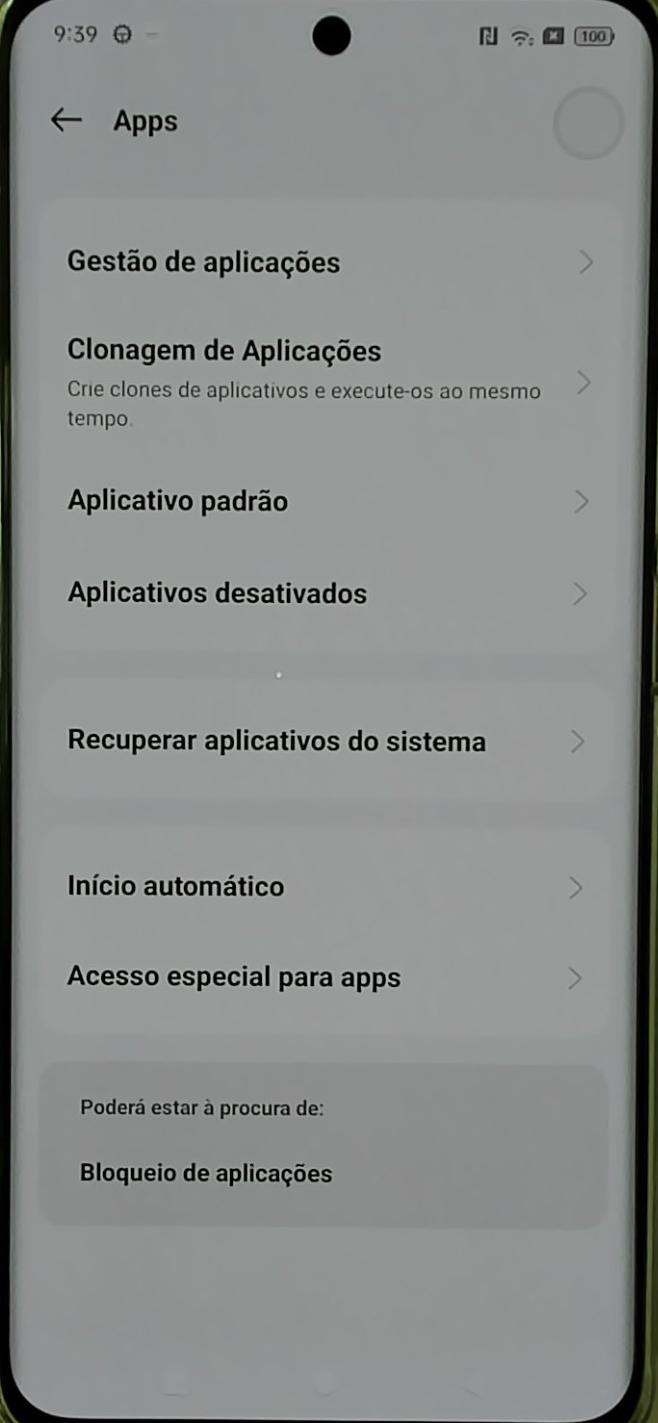 9:39
100
Apps
Gestão de aplicações
Clonagem de Aplicações
Crie clones de aplicativos e execute-os ao mesmo
tempo.
Aplicativo padrão
Aplicativos desativados
Recuperar aplicativos do sistema
Início automático
Acesso especial para apps
Poderá estar à procura de:
Bloqueio de aplicações